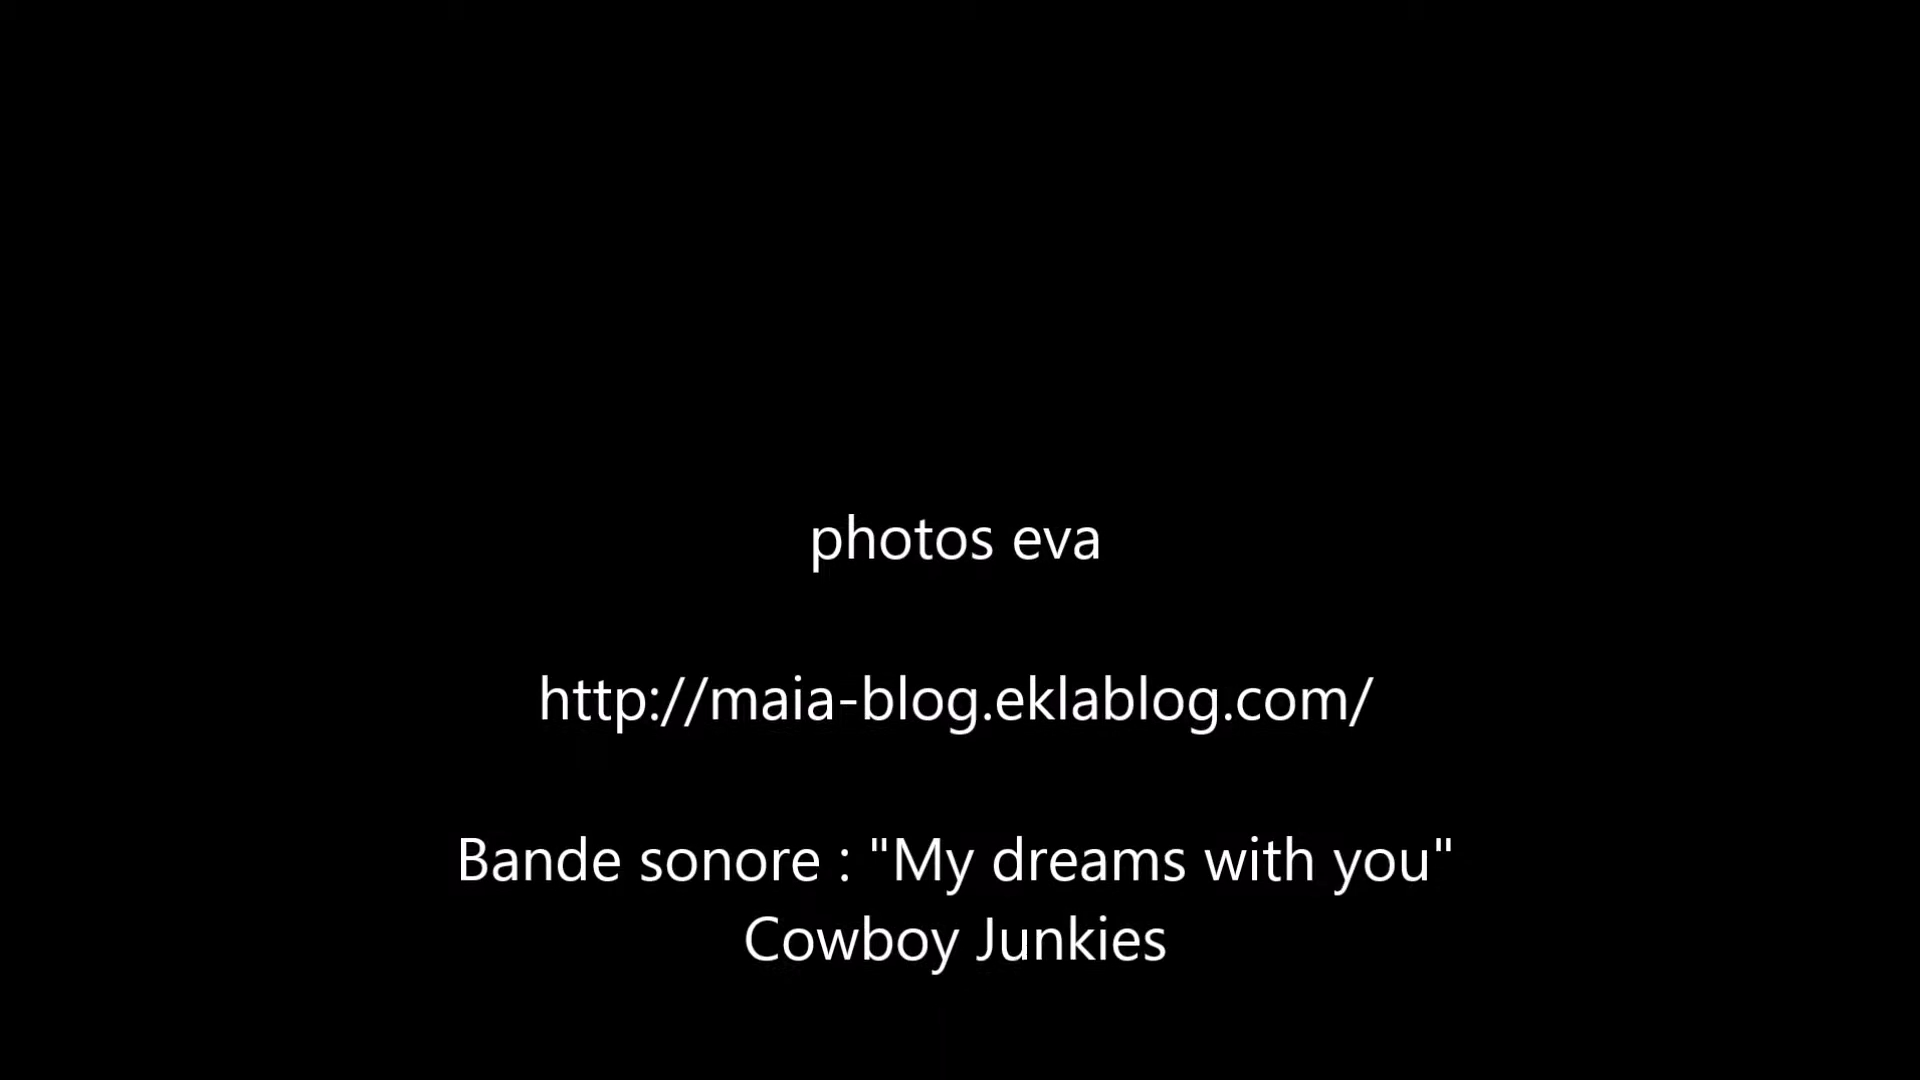 photos eva
http://maia-blog.eklablog.com/
Bande sonore : "My dreams with you"
Cowboy Junkies